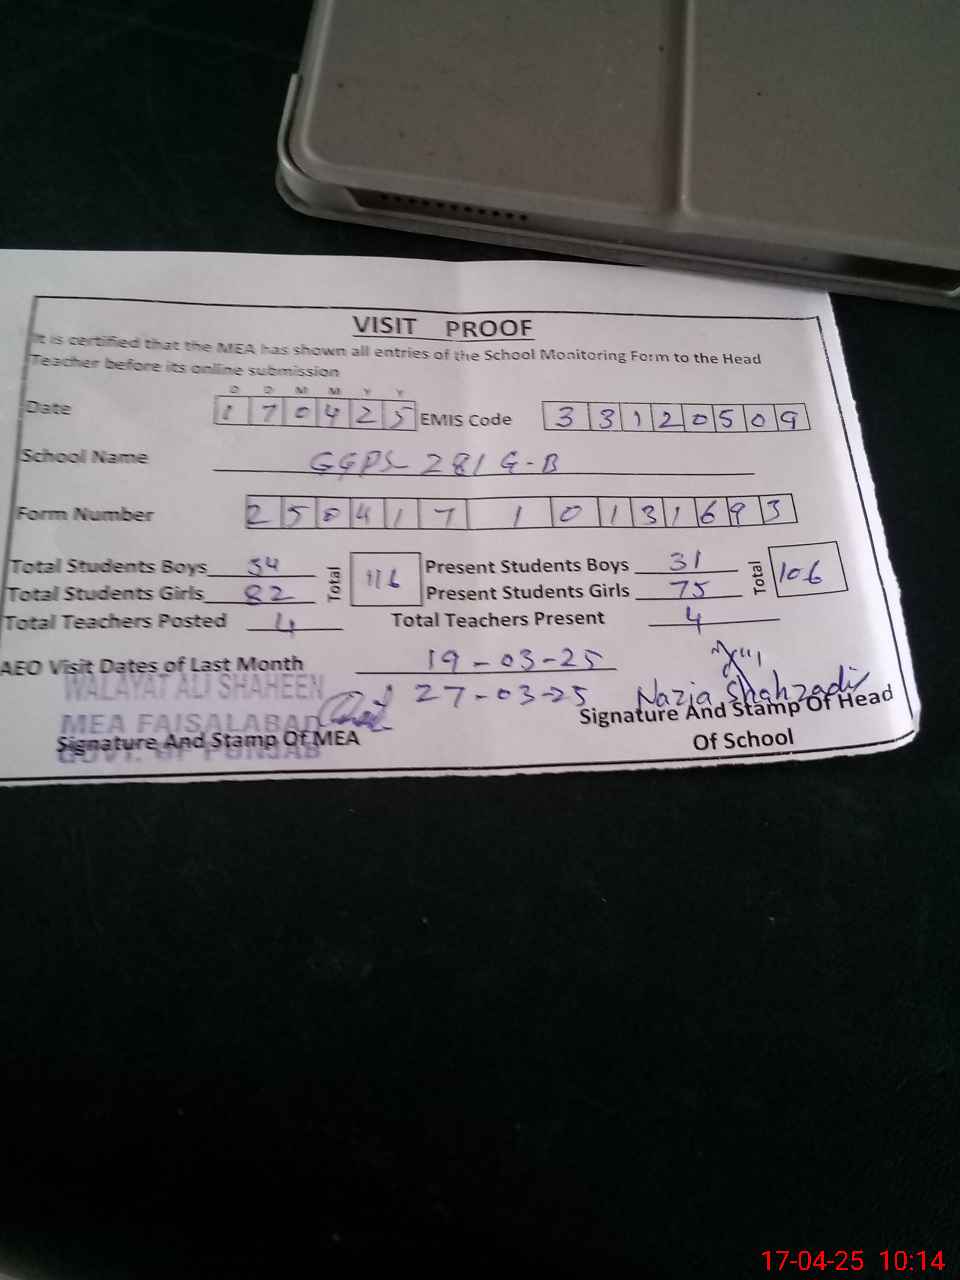 VISIT PROOF
It is certified that the MEA has shown all entries of the School Monitoring Form to the Head
Teacher before its online submission
D D M M Y Y
Date 1 7 0 4 2 5 EMIS Code 3 3 1 2 0 5 0 9
School Name GGPS 281 G-B
Form Number 2 5 0 4 1 7 1 0 1 3 1 6 9 3
Total Students Boys 34 Total 116 Present Students Boys 31 Total 106
Total Students Girls 82 Present Students Girls 75
Total Teachers Posted 4 Total Teachers Present 4
AEO Visit Dates of Last Month 19-03-25
27-03-25
WALAYAT ALI SHAHEEN
MEA FAISALABAD
GOVT. OF PUNJAB
Signature And Stamp Of MEA
Nazia Shahzadi
Signature And Stamp Of Head
Of School
17-04-25 10:14